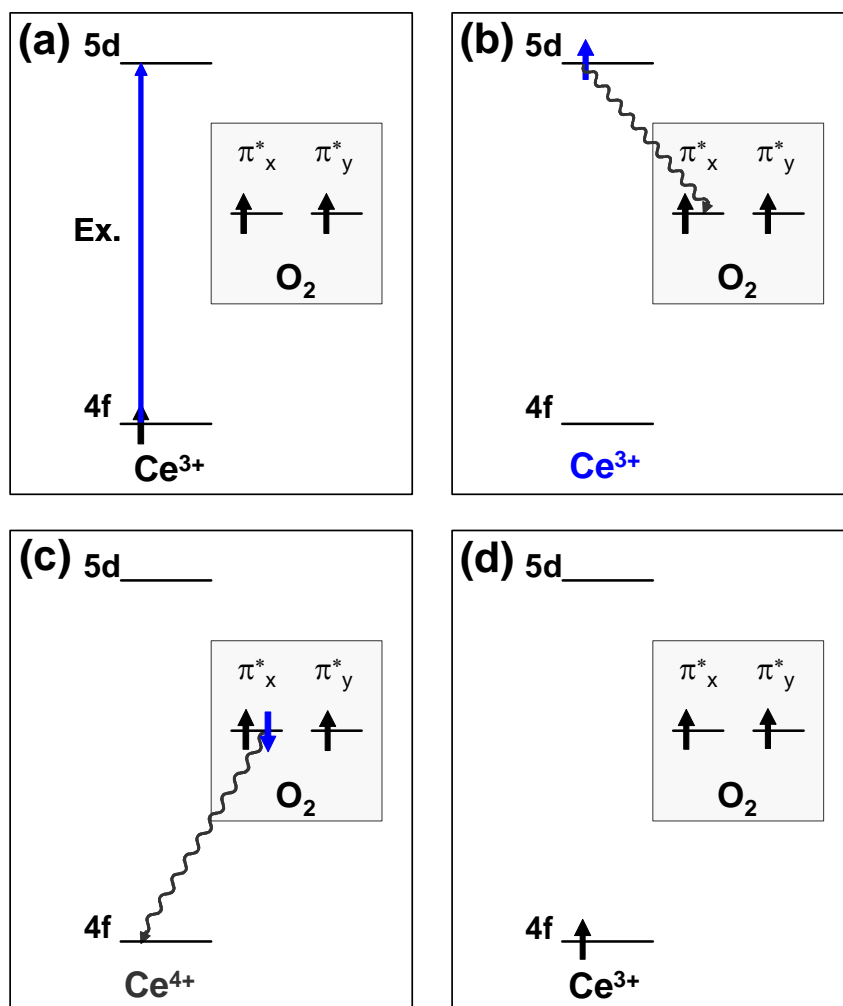 (a) 5d
π*x π*y
Ex.
O2
4f
Ce3+
(b) 5d
π*x π*y
O2
4f
Ce3+
(c) 5d
π*x π*y
O2
4f
Ce4+
(d) 5d
π*x π*y
O2
4f
Ce3+